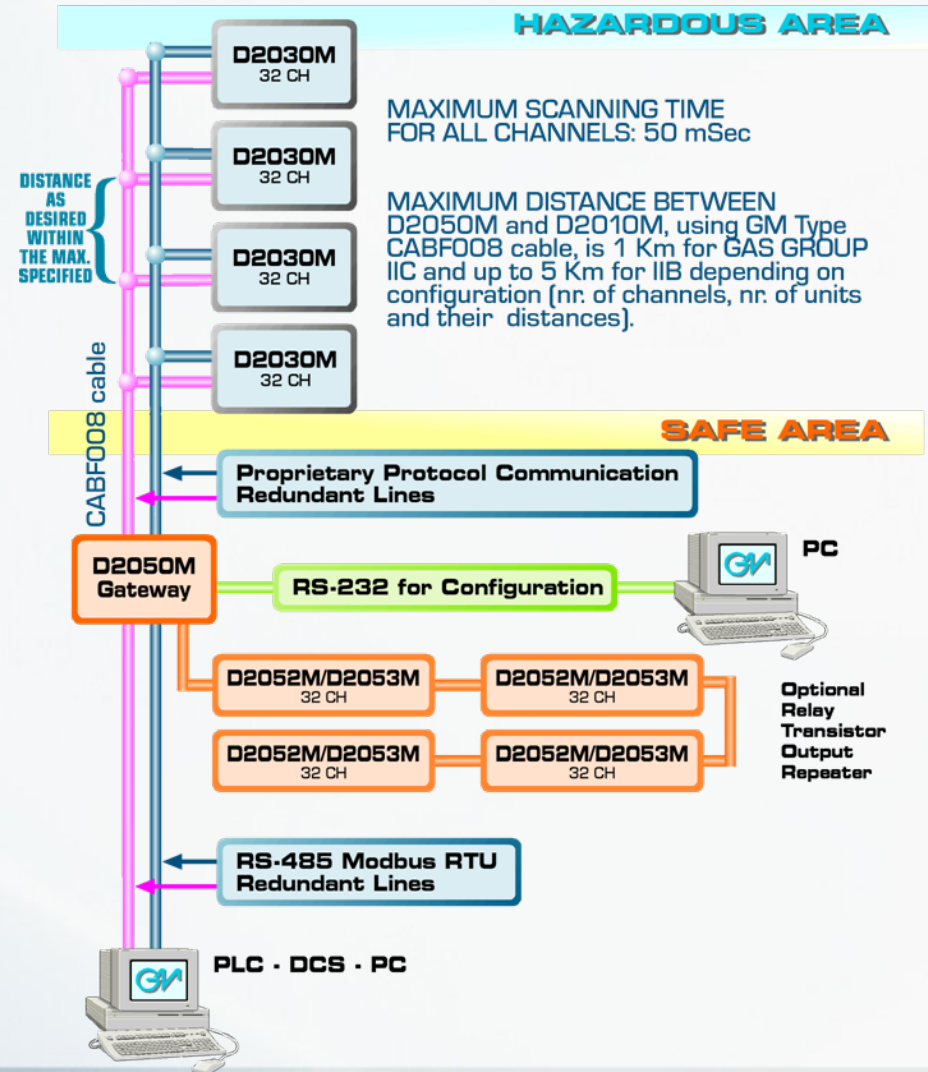 HAZARDOUS AREA
D2030M
32 CH
MAXIMUM SCANNING TIME
FOR ALL CHANNELS: 50 mSec
D2030M
32 CH
DISTANCE
AS
DESIRED
WITHIN
THE MAX.
SPECIFIED
MAXIMUM DISTANCE BETWEEN
D2050M and D2010M, using GM Type
CABF008 cable, is 1 Km for GAS GROUP
IIC and up to 5 Km for IIB depending on
configuration (nr. of channels, nr. of units
and their distances).
D2030M
32 CH
D2030M
32 CH
CABF008 cable
SAFE AREA
Proprietary Protocol Communication
Redundant Lines
D2050M
Gateway
RS-232 for Configuration
GM
PC
D2052M/D2053M
32 CH
D2052M/D2053M
32 CH
D2052M/D2053M
32 CH
D2052M/D2053M
32 CH
Optional
Relay
Transistor
Output
Repeater
RS-485 Modbus RTU
Redundant Lines
GM
PLC - DCS - PC